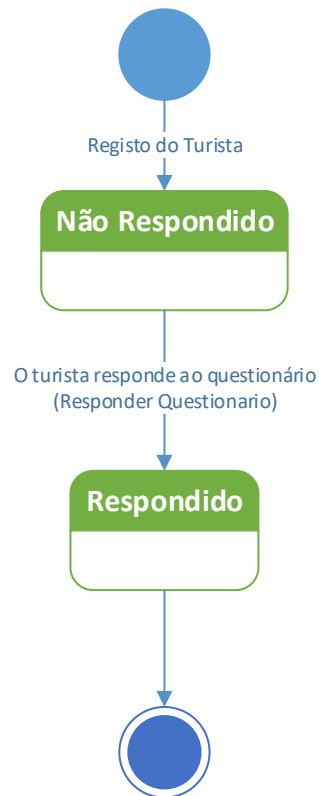 Registo do Turista
Não Respondido
O turista responde ao questionário
(Responder Questionario)
Respondido